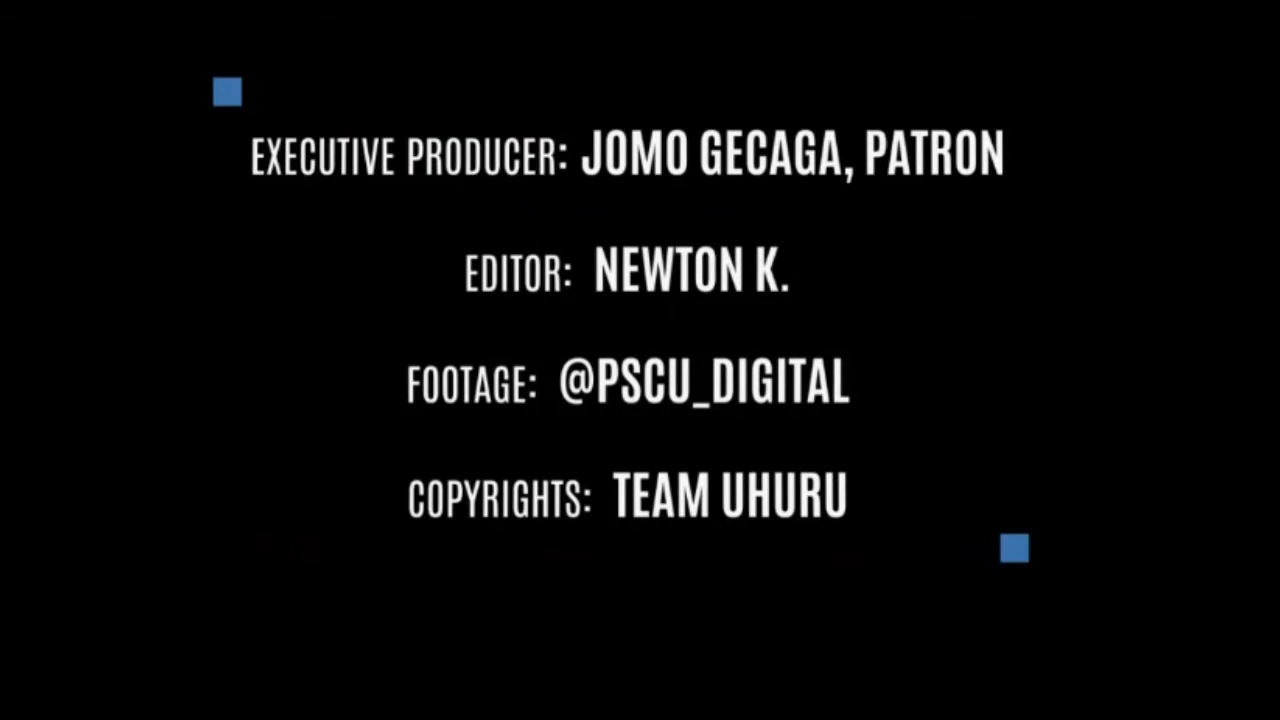 EXECUTIVE PRODUCER: JOMO GECAGA, PATRON
EDITOR: NEWTON K.
FOOTAGE: @PSCU_DIGITAL
COPYRIGHTS: TEAM UHURU